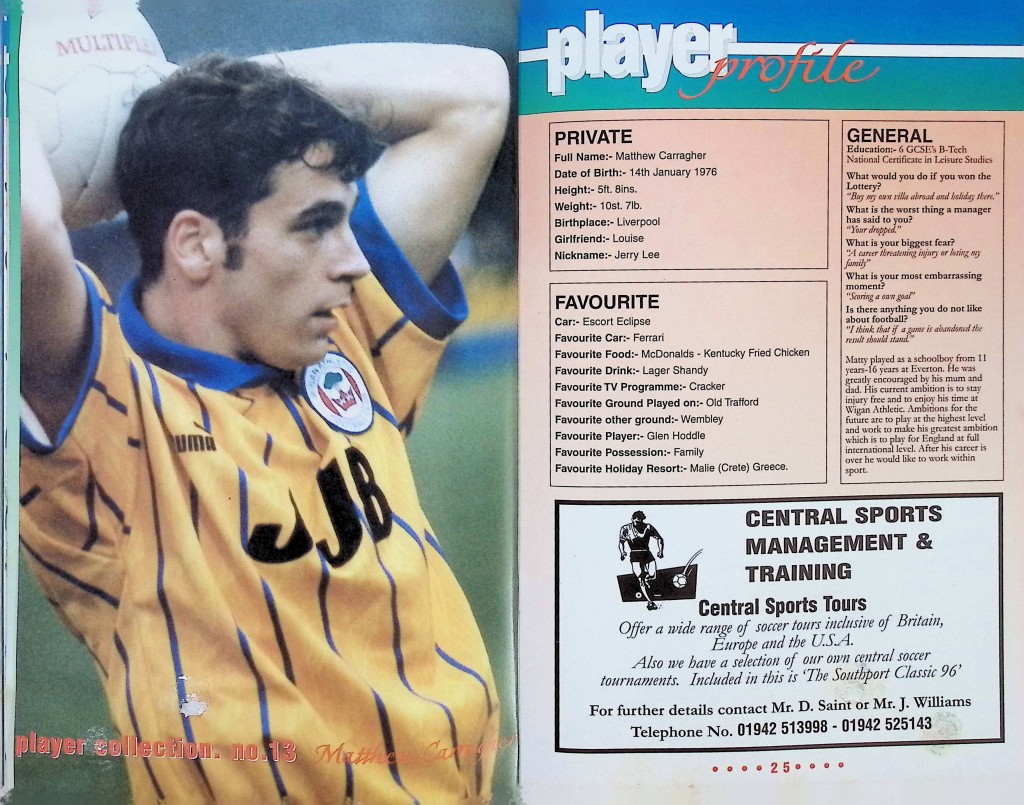 MULTIPLE
PUMA
JJB
player collection. no.13 Matthew Carragher
player profile
PRIVATE
Full Name:- Matthew Carragher
Date of Birth:- 14th January 1976
Height:- 5ft. 8ins.
Weight:- 10st. 7lb.
Birthplace:- Liverpool
Girlfriend:- Louise
Nickname:- Jerry Lee
FAVOURITE
Car:- Escort Eclipse
Favourite Car:- Ferrari
Favourite Food:- McDonalds - Kentucky Fried Chicken
Favourite Drink:- Lager Shandy
Favourite TV Programme:- Cracker
Favourite Ground Played on:- Old Trafford
Favourite other ground:- Wembley
Favourite Player:- Glen Hoddle
Favourite Possession:- Family
Favourite Holiday Resort:- Malie (Crete) Greece.
GENERAL
Education:- 6 GCSE's B-Tech
National Certificate in Leisure Studies
What would you do if you won the
Lottery?
"Buy my own villa abroad and holiday there."
What is the worst thing a manager
has said to you?
"Your dropped."
What is your biggest fear?
"A career threatening injury or losing my
family"
What is your most embarrassing
moment?
"Scoring a own goal"
Is there anything you do not like
about football?
"I think that if a game is abandoned the
result should stand."
Matty played as a schoolboy from 11
years-16 years at Everton. He was
greatly encouraged by his mum and
dad. His current ambition is to stay
injury free and to enjoy his time at
Wigan Athletic. Ambitions for the
future are to play at the highest level
and work to make his greatest ambition
which is to play for England at full
international level. After his career is
over he would like to work within
sport.
CENTRAL SPORTS
MANAGEMENT &
TRAINING
Central Sports Tours
Offer a wide range of soccer tours inclusive of Britain,
Europe and the U.S.A.
Also we have a selection of our own central soccer
tournaments. Included in this is 'The Southport Classic 96'
For further details contact Mr. D. Saint or Mr. J. Williams
Telephone No. 01942 513998 - 01942 525143
25